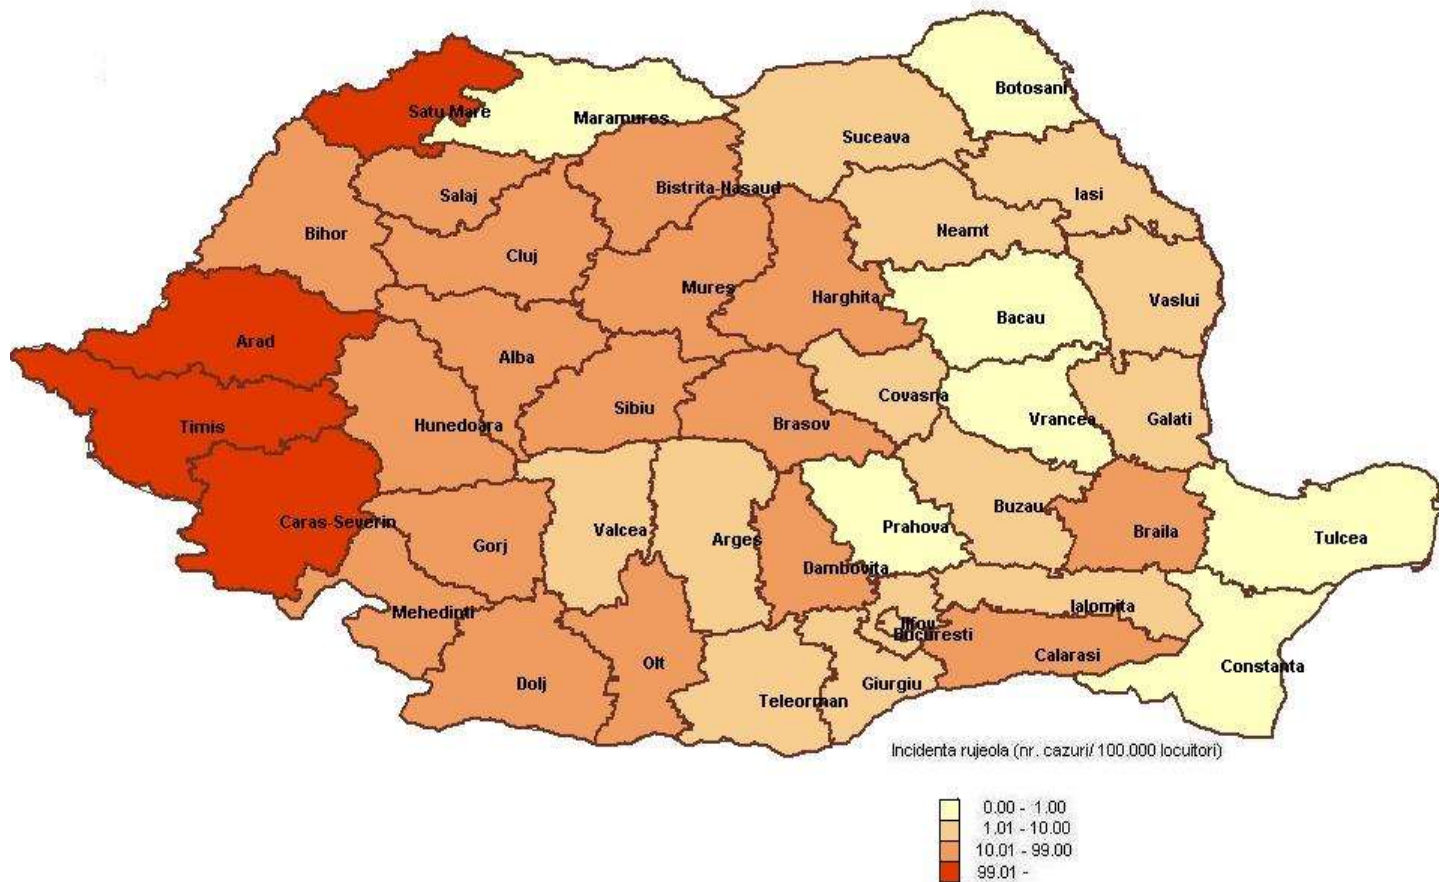 Botosani
Satu Mare
Maramures
Suceava
Salaj
Bistrita-Nasaud
Iasi
Bihor
Neamt
Cluj
Mures
Harghita
Vaslui
Bacau
Arad
Alba
Covasna
Sibiu
Vrancea
Galati
Timis
Hunedoara
Brasov
Buzau
Caras-Severin
Valcea
Prahova
Braila
Tulcea
Gorj
Arges
Dambovita
Mehedinti
Ialomita
Ilfov
Bucuresti
Olt
Calarasi
Constanta
Dolj
Giurgiu
Teleorman
Incidenta rujeola (nr. cazuri/ 100.000 locuitori)
0.00 - 1.00
1.01 - 10.00
10.01 - 99.00
99.01 -